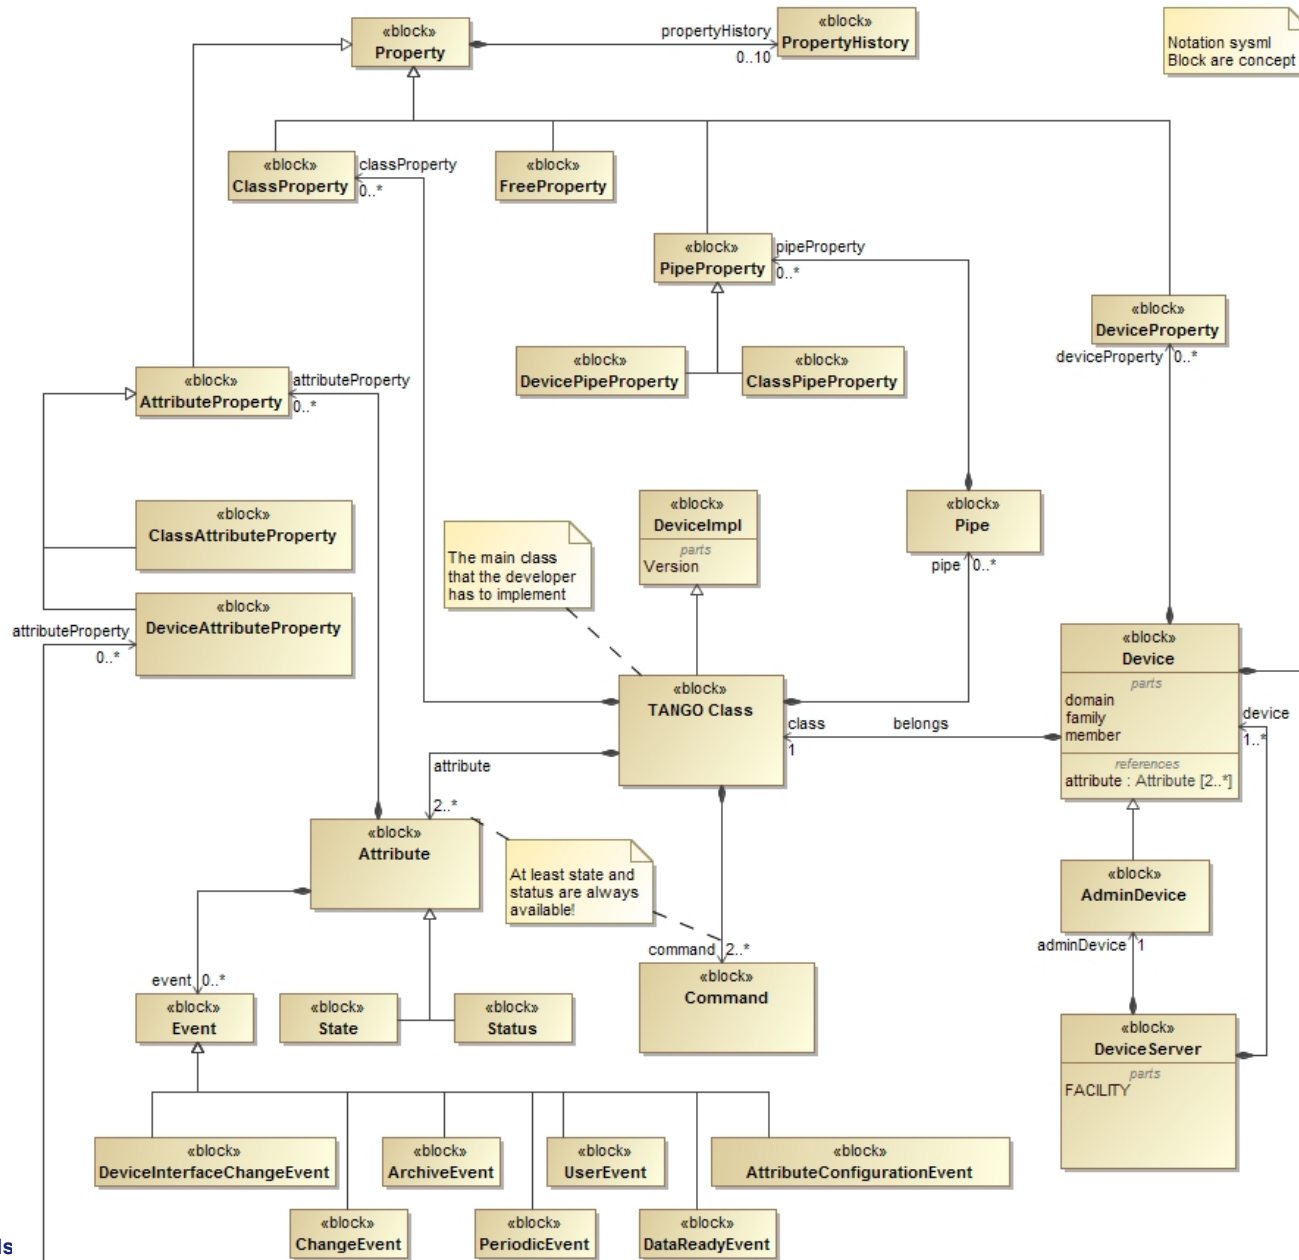 «block»
Property
propertyHistory
0..10
«block»
PropertyHistory
Notation sysml
Block are concept
«block»
ClassProperty
classProperty
0..*
«block»
FreeProperty
«block»
PipeProperty
pipeProperty
0..*
«block»
DeviceProperty
deviceProperty
0..*
«block»
DevicePipeProperty
«block»
ClassPipeProperty
«block»
AttributeProperty
attributeProperty
0..*
«block»
ClassAttributeProperty
«block»
DeviceAttributeProperty
attributeProperty
0..*
The main class
that the developer
has to implement
«block»
DeviceImpl
parts
Version
«block»
Pipe
pipe
0..*
«block»
TANGO Class
class
1
belongs
«block»
Device
parts
domain
family
member
references
attribute : Attribute [2..*]
device
1..*
attribute
2..*
«block»
Attribute
At least state and
status are always
available!
command
2..*
«block»
Command
«block»
AdminDevice
adminDevice
1
«block»
DeviceServer
parts
FACILITY
event
0..*
«block»
Event
«block»
State
«block»
Status
«block»
DeviceInterfaceChangeEvent
«block»
ArchiveEvent
«block»
UserEvent
«block»
AttributeConfigurationEvent
«block»
ChangeEvent
«block»
PeriodicEvent
«block»
DataReadyEvent